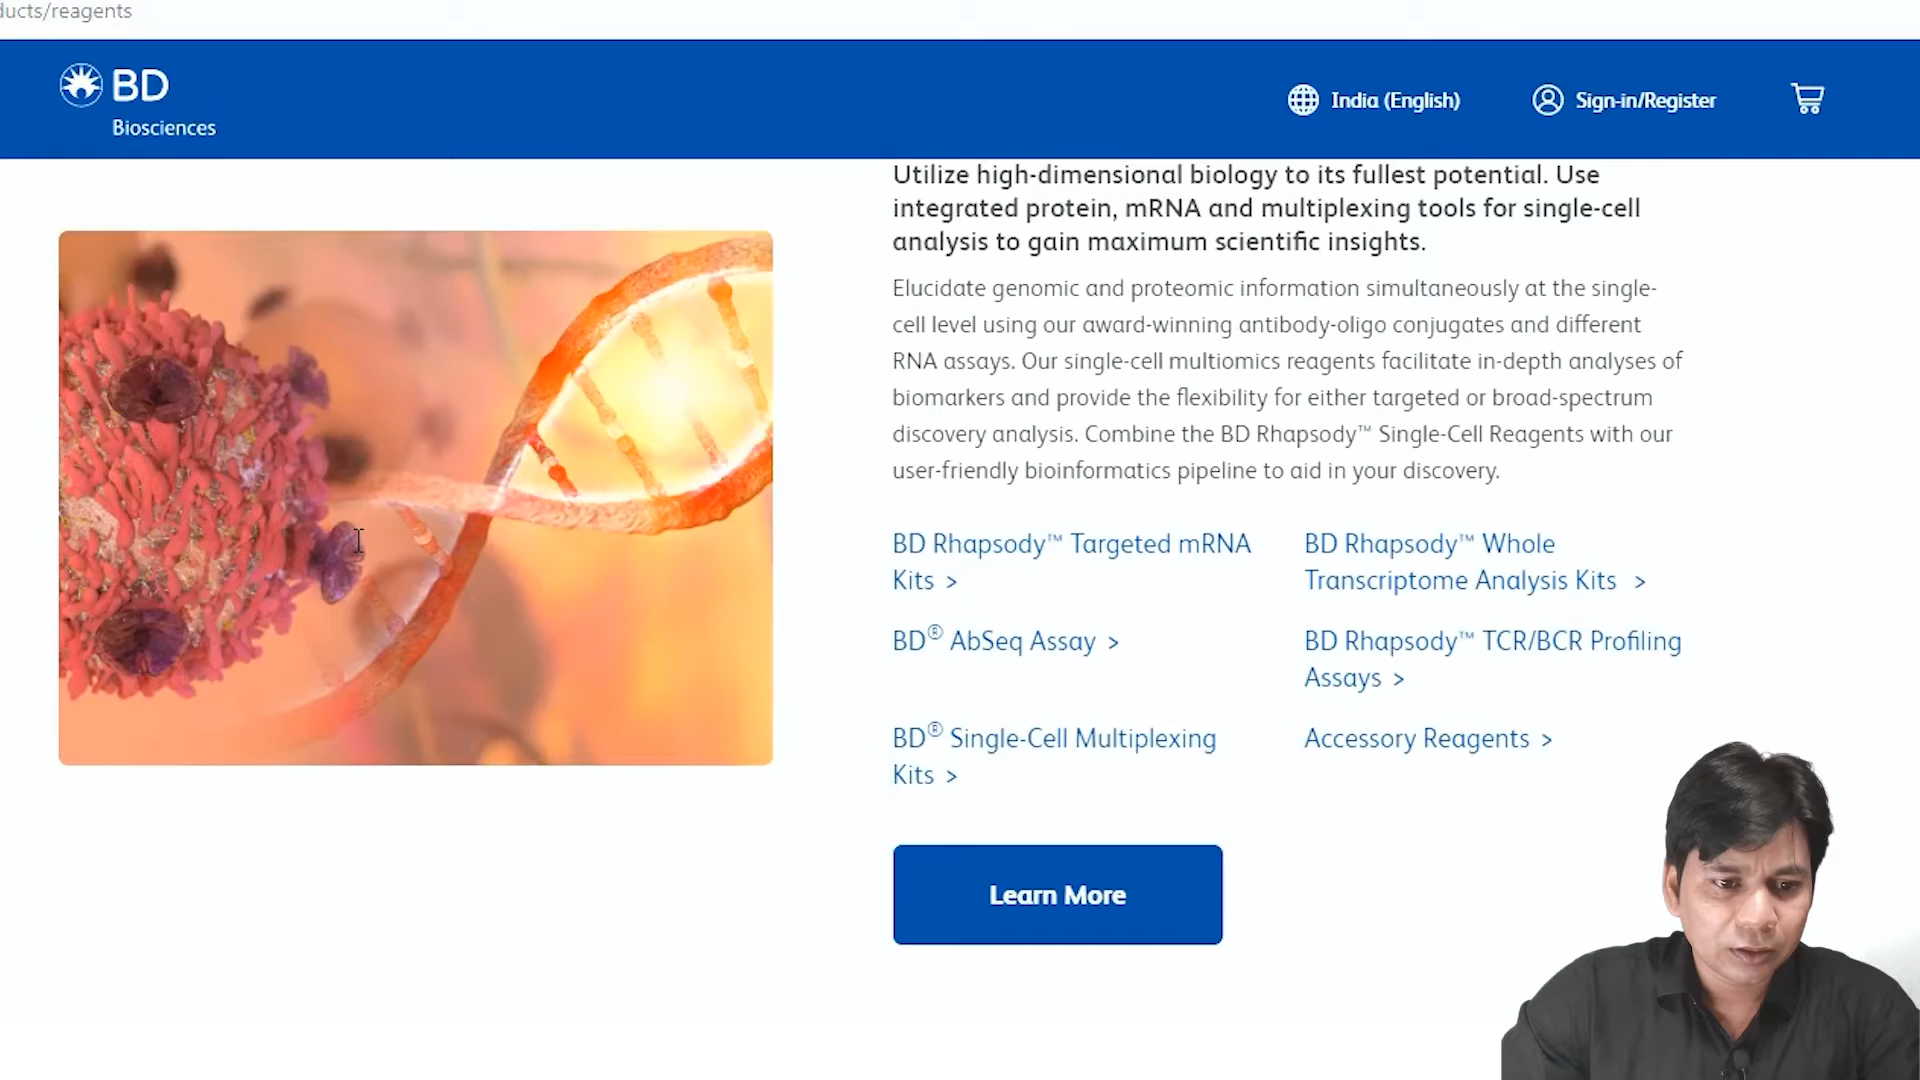 ducts/reagents
BD
Biosciences
India (English)
Sign-in/Register
Utilize high-dimensional biology to its fullest potential. Use
integrated protein, mRNA and multiplexing tools for single-cell
analysis to gain maximum scientific insights.
Elucidate genomic and proteomic information simultaneously at the single-
cell level using our award-winning antibody-oligo conjugates and different
RNA assays. Our single-cell multiomics reagents facilitate in-depth analyses of
biomarkers and provide the flexibility for either targeted or broad-spectrum
discovery analysis. Combine the BD Rhapsody™ Single-Cell Reagents with our
user-friendly bioinformatics pipeline to aid in your discovery.
BD Rhapsody™ Targeted mRNA
Kits >
BD Rhapsody™ Whole
Transcriptome Analysis Kits >
BD® AbSeq Assay >
BD Rhapsody™ TCR/BCR Profiling
Assays >
BD® Single-Cell Multiplexing
Kits >
Accessory Reagents >
Learn More